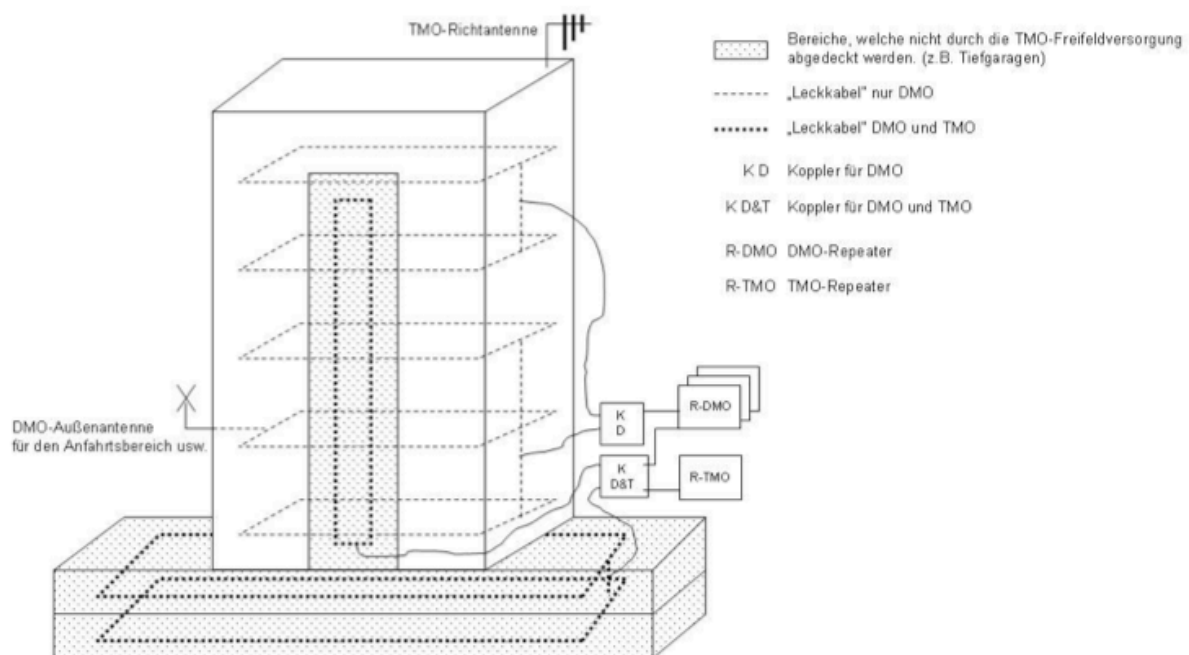 TMO-Richtantenne
Bereiche, welche nicht durch die TMO-Freifeldversorgung
abgedeckt werden. (z.B. Tiefgaragen)
„Leckkabel" nur DMO
„Leckkabel" DMO und TMO
K D Koppler für DMO
K D&T Koppler für DMO und TMO
R-DMO DMO-Repeater
R-TMO TMO-Repeater
DMO-Außenantenne
für den Anfahrtsbereich usw.
K
D
R-DMO
K
D&T
R-TMO